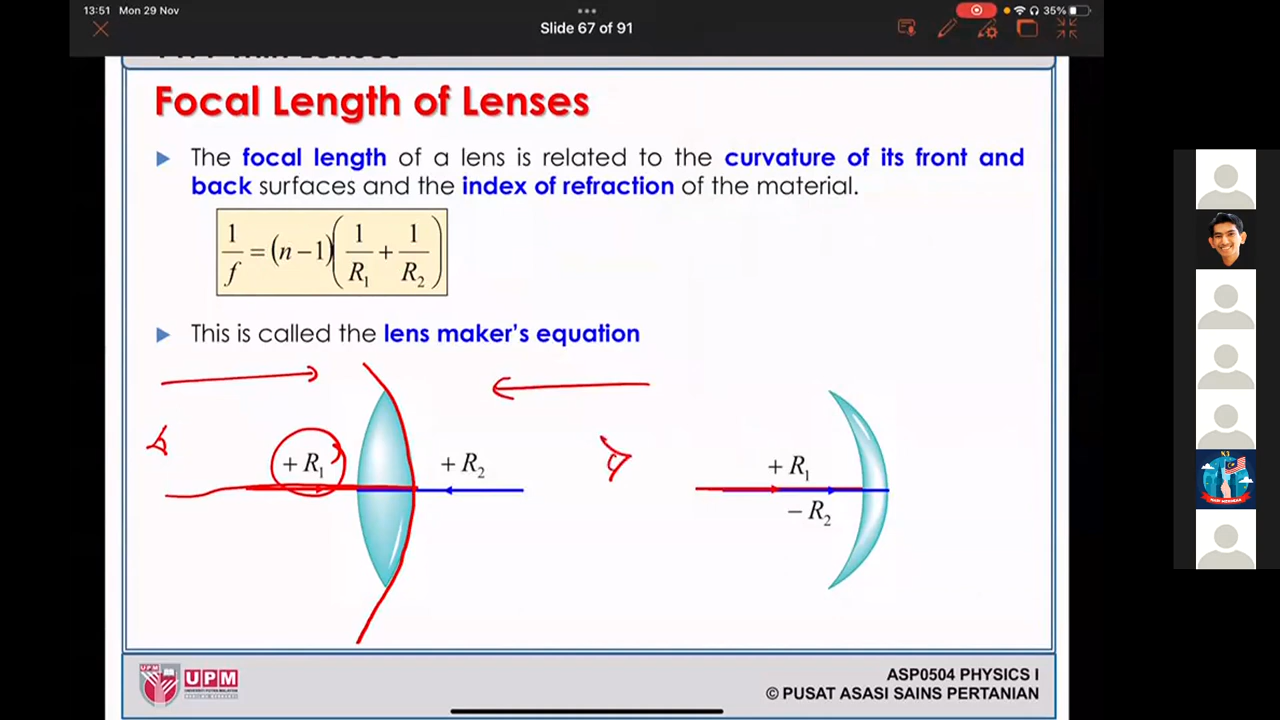 13:51 Mon 29 Nov
35%
Slide 67 of 91
Focal Length of Lenses
The focal length of a lens is related to the curvature of its front and
back surfaces and the index of refraction of the material.
1/f = (n−1)(1/R₁ + 1/R₂)
This is called the lens maker's equation
+ R₁
+ R₂
+ R₁
− R₂
UPM
UPM
ASP0504 PHYSICS I
© PUSAT ASASI SAINS PERTANIAN